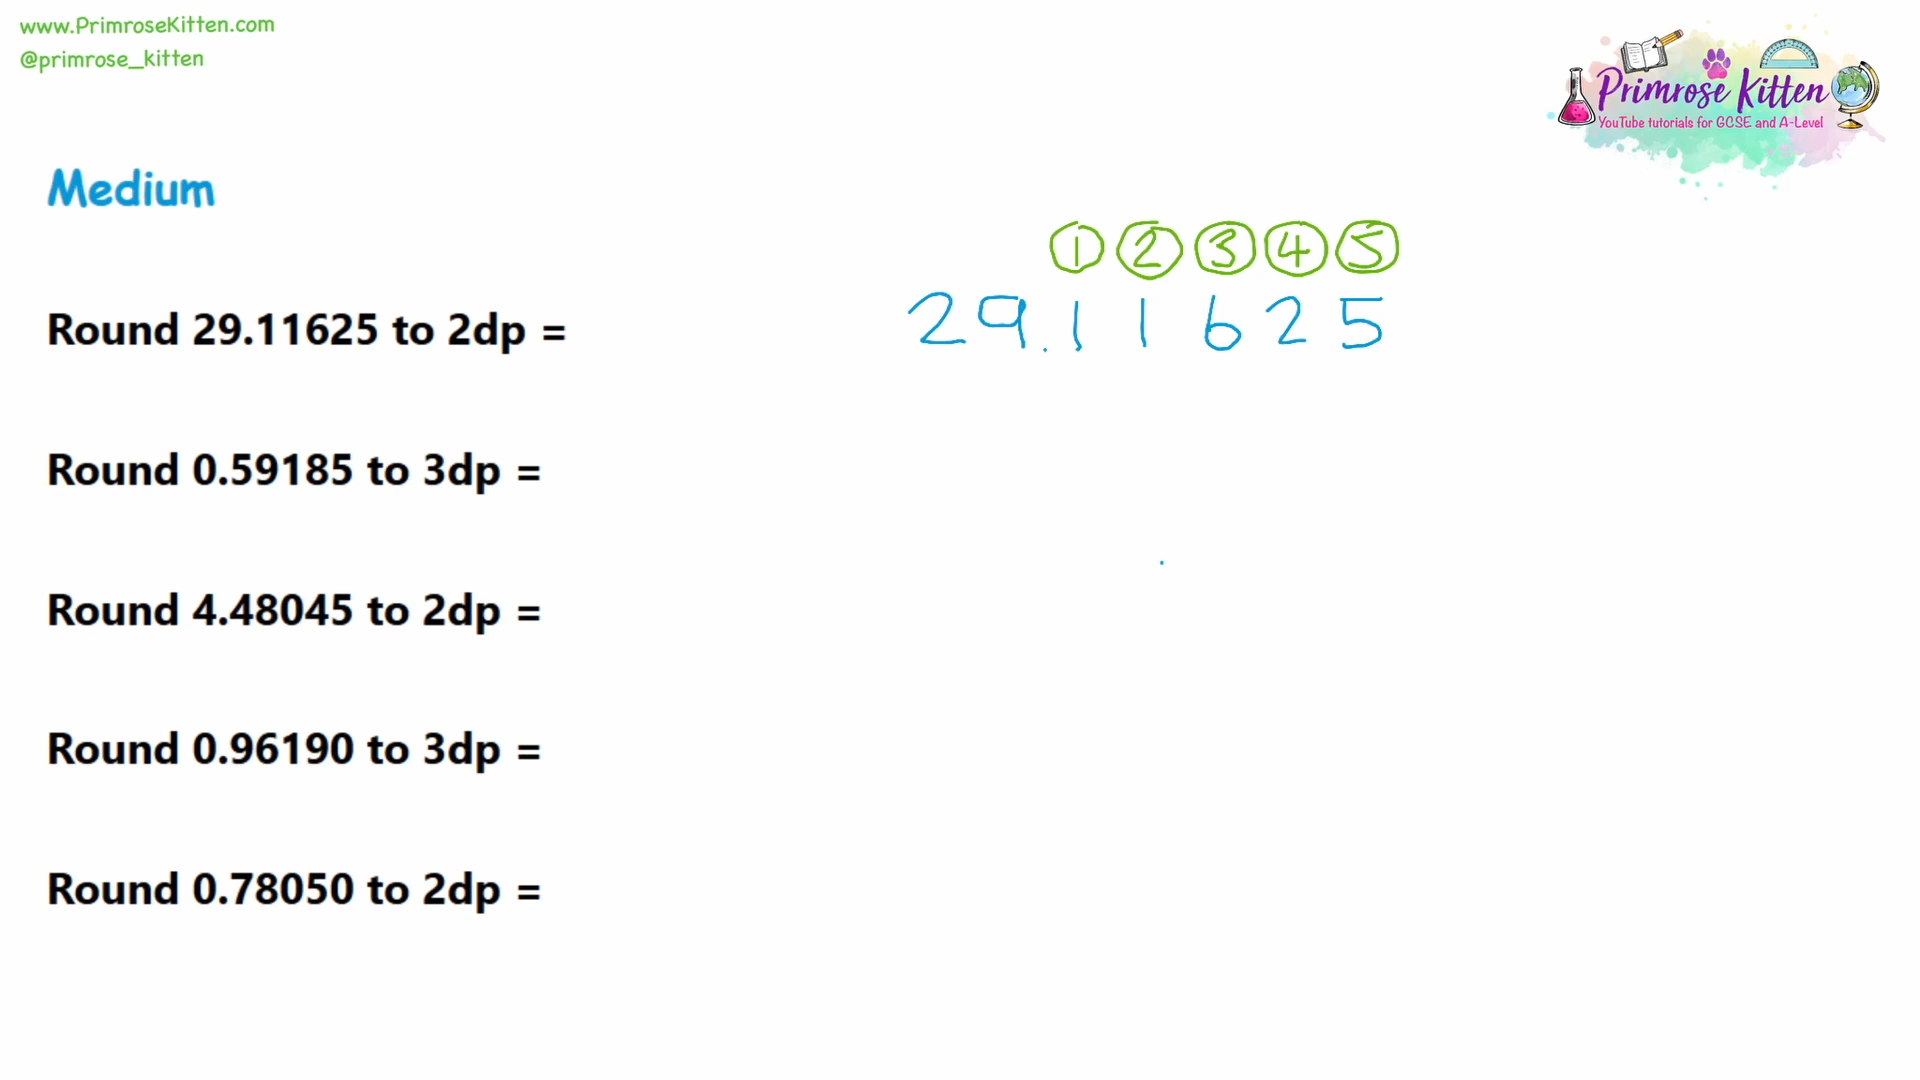 www.PrimroseKitten.com
@primrose_kitten
Primrose Kitten
YouTube tutorials for GCSE and A-Level
Medium
1 2 3 4 5
Round 29.11625 to 2dp =
29.11625
Round 0.59185 to 3dp =
Round 4.48045 to 2dp =
Round 0.96190 to 3dp =
Round 0.78050 to 2dp =